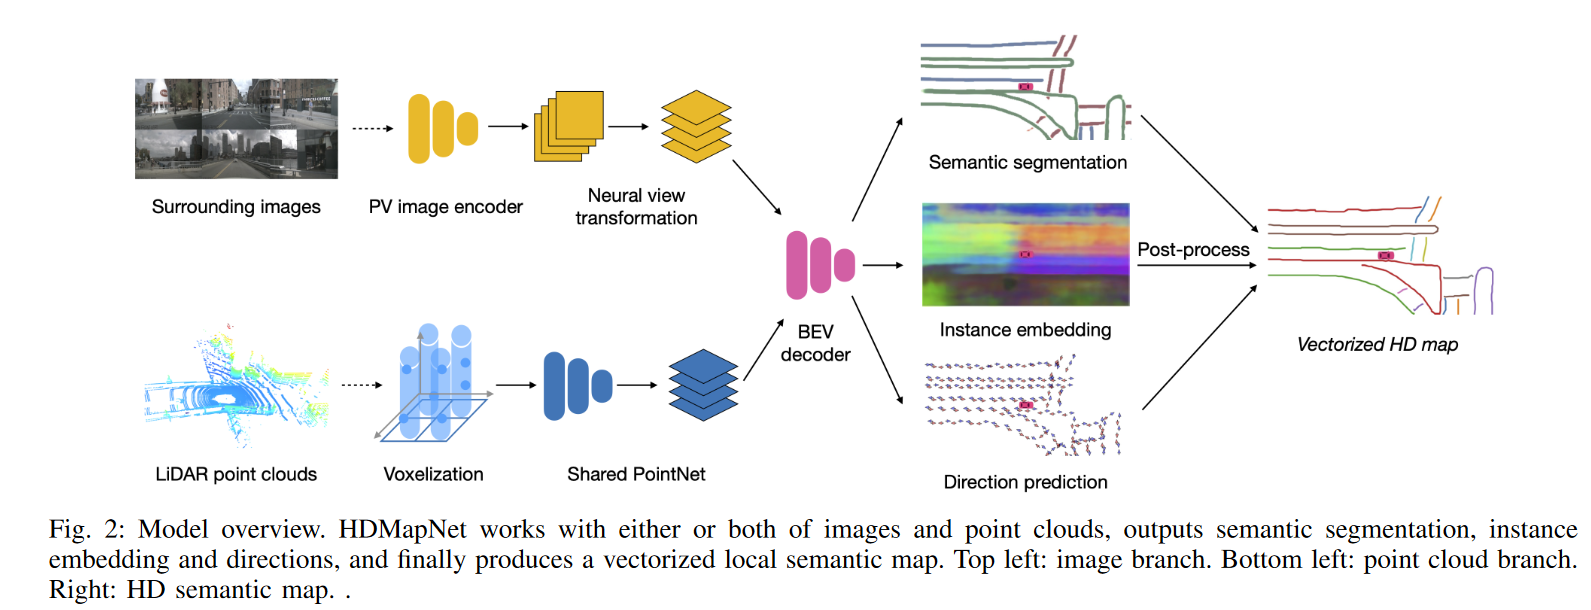 Surrounding images
PV image encoder
Neural view
transformation
Semantic segmentation
BEV
decoder
Instance embedding
Post-process
Vectorized HD map
LiDAR point clouds
Voxelization
Shared PointNet
Direction prediction
Fig. 2: Model overview. HDMapNet works with either or both of images and point clouds, outputs semantic segmentation, instance
embedding and directions, and finally produces a vectorized local semantic map. Top left: image branch. Bottom left: point cloud branch.
Right: HD semantic map. .